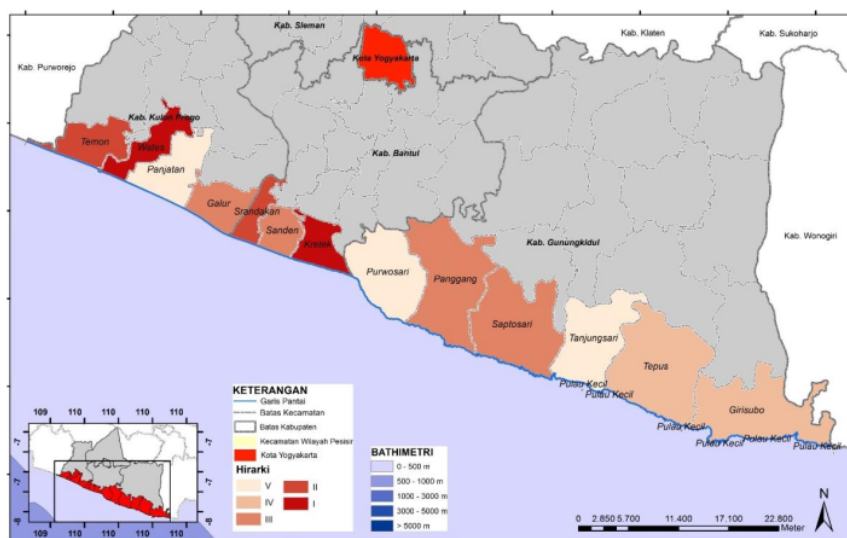 Kab. Sleman
Kab. Klaten
Kab. Sukoharjo
Kab. Purworejo
Kota Yogyakarta
Kab. Kulon Progo
Temon
Wates
Kab. Bantul
Panjatan
Galur
Srandakan
Sanden
Kretek
Kab. Gunungkidul
Kab. Wonogiri
Purwosari
Panggang
Saptosari
Tanjungsari
Tepus
Girisubo
Pulau Kecil
Pulau Kecil
Pulau Kecil
Pulau Kecil
Pulau Kecil
KETERANGAN
Garis Pantai
Batas Kecamatan
Batas Kabupaten
Kecamatan Wilayah Pesisir
Kota Yogyakarta
Hirarki
V
II
IV
I
III
BATHIMETRI
0 - 500 m
500 - 1000 m
1000 - 3000 m
3000 - 5000 m
> 5000 m
109 110 110 110 110
-7 -7
-7 -7
-8 -8
109 110 110 110 110
N
0 2.850 5.700 11.400 17.100 22.800
Meter